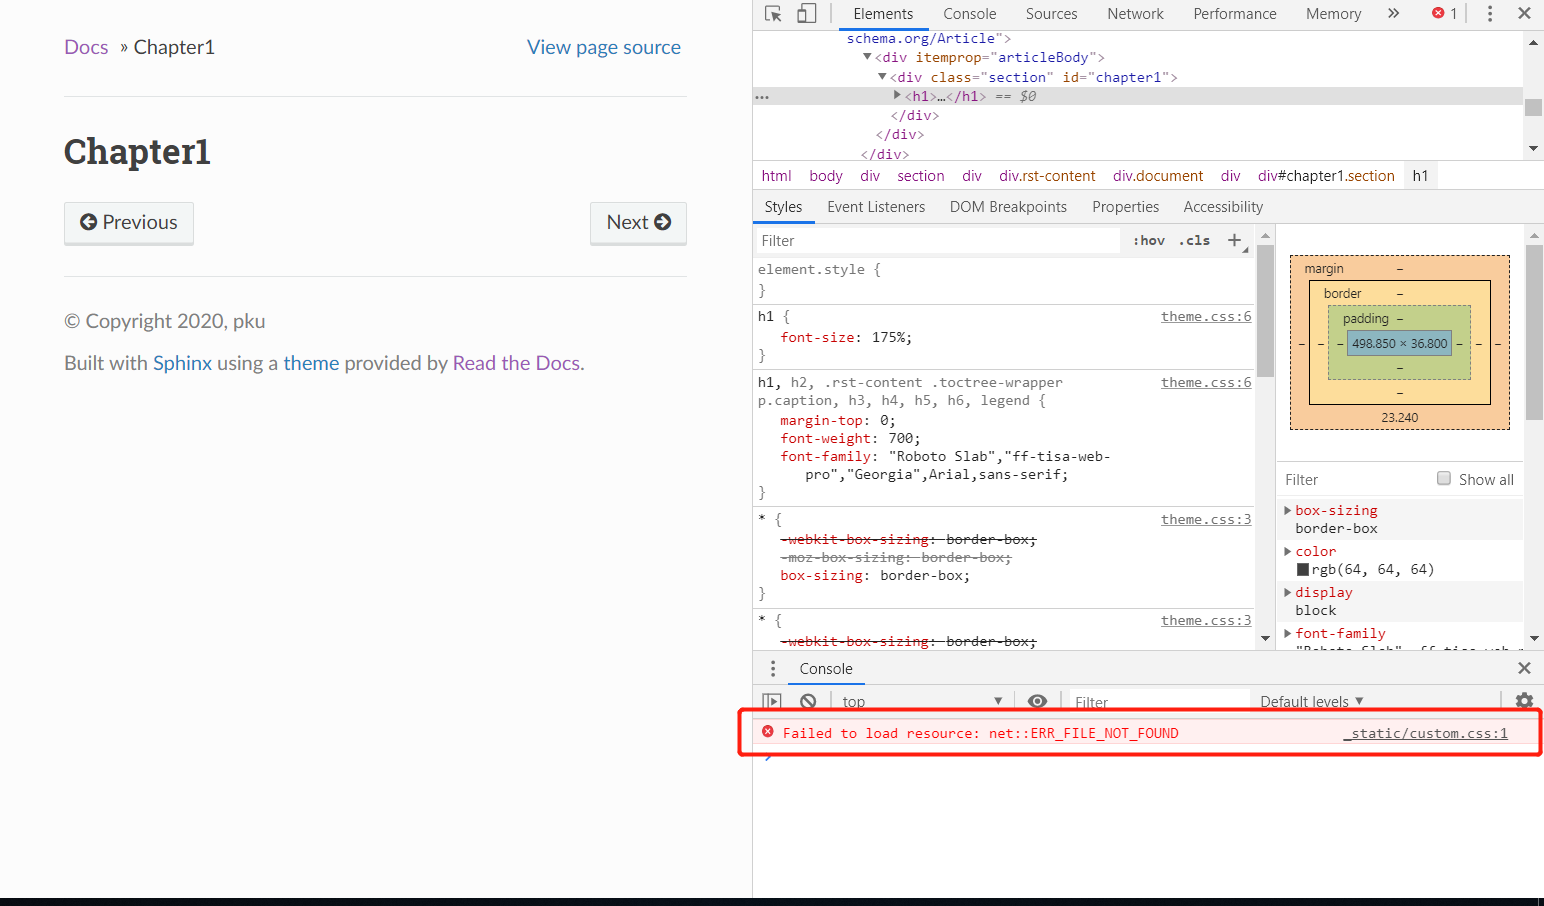 Docs » Chapter1
View page source
Chapter1
Previous
Next
© Copyright 2020, pku
Built with Sphinx using a theme provided by Read the Docs.
Elements Console Sources Network Performance Memory » 1
schema.org/Article">
<div itemprop="articleBody">
<div class="section" id="chapter1">
<h1>…</h1> == $0
</div>
</div>
</div>
html body div section div div.rst-content div.document div div#chapter1.section h1
Styles Event Listeners DOM Breakpoints Properties Accessibility
Filter :hov .cls +
element.style {
}
h1 { theme.css:6
font-size: 175%;
}
h1, h2, .rst-content .toctree-wrapper theme.css:6
p.caption, h3, h4, h5, h6, legend {
margin-top: 0;
font-weight: 700;
font-family: "Roboto Slab","ff-tisa-web-
pro","Georgia",Arial,sans-serif;
}
* { theme.css:3
-webkit-box-sizing: border-box;
-moz-box-sizing: border-box;
box-sizing: border-box;
}
* { theme.css:3
-webkit-box-sizing: border-box;
margin –
border –
padding –
– – – 498.850 × 36.800 – – –
–
–
23.240
Filter Show all
box-sizing
border-box
color
rgb(64, 64, 64)
display
block
font-family
Console
top Filter Default levels
Failed to load resource: net::ERR_FILE_NOT_FOUND _static/custom.css:1